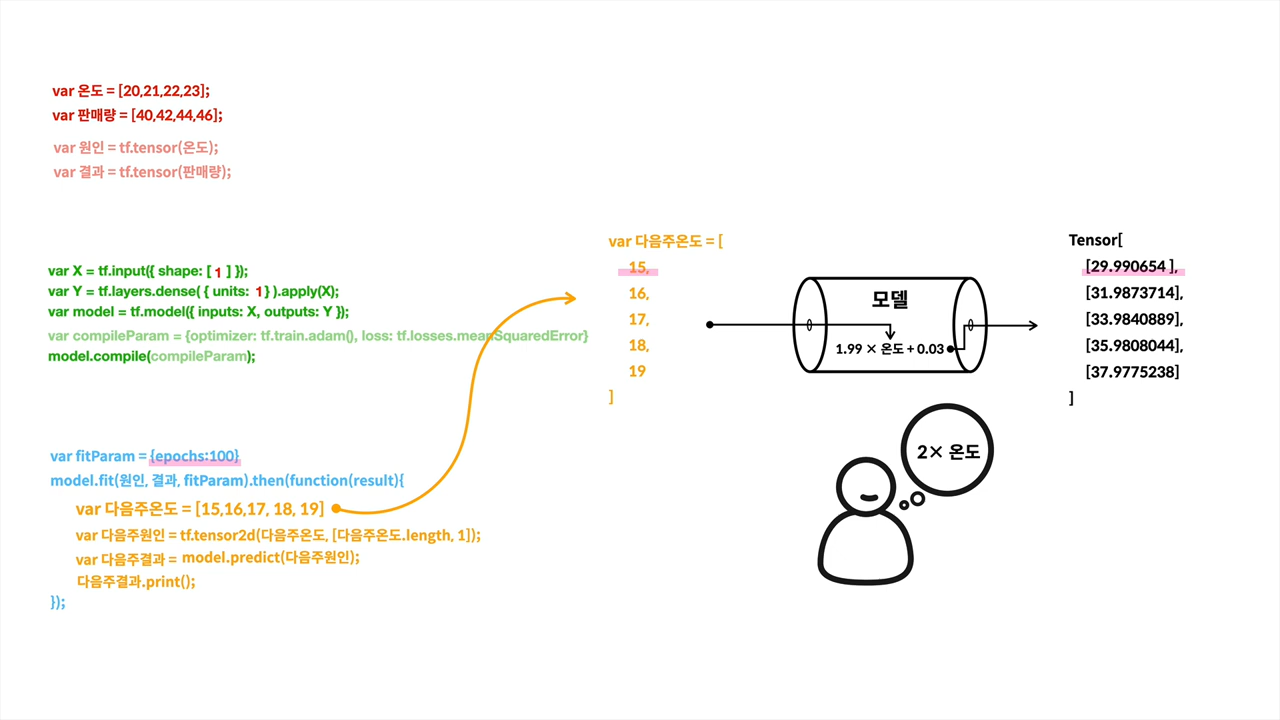 var 온도 = [20,21,22,23];
var 판매량 = [40,42,44,46];
var 원인 = tf.tensor(온도);
var 결과 = tf.tensor(판매량);
var X = tf.input({ shape: [ 1 ] });
var Y = tf.layers.dense( { units: 1} ).apply(X);
var model = tf.model({ inputs: X, outputs: Y });
var compileParam = {optimizer: tf.train.adam(), loss: tf.losses.meanSquaredError}
model.compile(compileParam);
var fitParam = {epochs:100}
model.fit(원인, 결과, fitParam).then(function(result){
var 다음주온도 = [15,16,17, 18, 19]
var 다음주원인 = tf.tensor2d(다음주온도, [다음주온도.length, 1]);
var 다음주결과 = model.predict(다음주원인);
다음주결과.print();
});
var 다음주온도 = [
15,
16,
17,
18,
19
]
모델
1.99 × 온도 + 0.03
2× 온도
Tensor[
[29.990654 ],
[31.9873714],
[33.9840889],
[35.9808044],
[37.9775238]
]